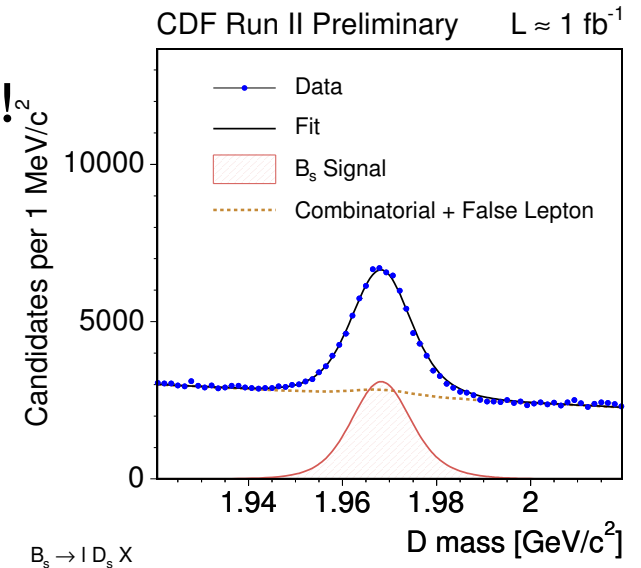 CDF Run II Preliminary L ≈ 1 fb⁻¹
!
Candidates per 1 MeV/c²
Data
Fit
Bₛ Signal
Combinatorial + False Lepton
10000
5000
0
1.94 1.96 1.98 2
D mass [GeV/c²]
Bₛ → l Dₛ X